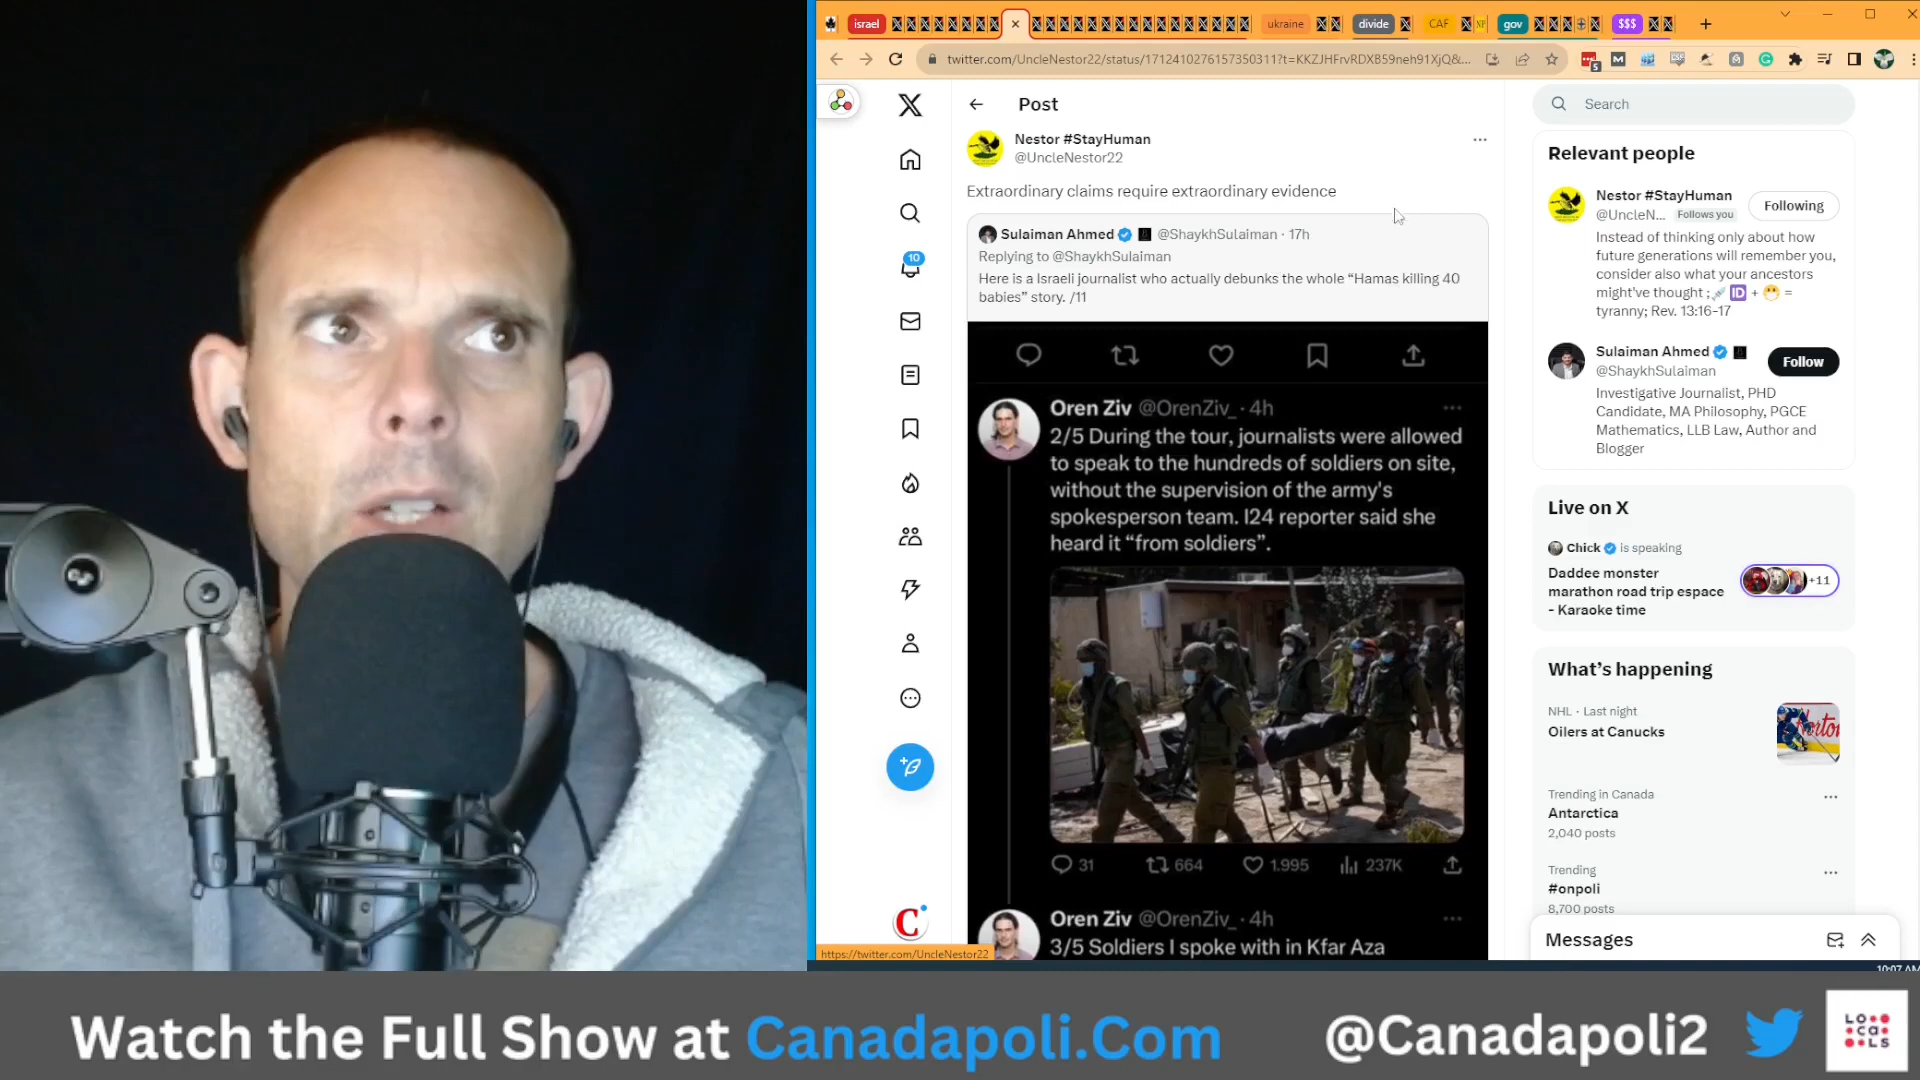 israel
ukraine
divide
CAF
NP
gov
$$$
twitter.com/UncleNestor22/status/1712410276157350311?t=KKZJHFrvRDXB59neh91XjQ&...
Post
Search
Nestor #StayHuman
@UncleNestor22
Extraordinary claims require extraordinary evidence
Sulaiman Ahmed @ShaykhSulaiman · 17h
Replying to @ShaykhSulaiman
Here is a Israeli journalist who actually debunks the whole “Hamas killing 40
babies” story. /11
Oren Ziv @OrenZiv_ · 4h
2/5 During the tour, journalists were allowed
to speak to the hundreds of soldiers on site,
without the supervision of the army's
spokesperson team. I24 reporter said she
heard it “from soldiers”.
31 664 1.995 237K
Oren Ziv @OrenZiv_ · 4h
3/5 Soldiers I spoke with in Kfar Aza
10
C
https://twitter.com/UncleNestor22
Relevant people
Nestor #StayHuman
@UncleN... Follows you
Following
Instead of thinking only about how
future generations will remember you,
consider also what your ancestors
might've thought ;💉 🆔 + 😷 =
tyranny; Rev. 13:16-17
Sulaiman Ahmed
@ShaykhSulaiman
Follow
Investigative Journalist, PHD
Candidate, MA Philosophy, PGCE
Mathematics, LLB Law, Author and
Blogger
Live on X
Chick is speaking
Daddee monster
marathon road trip espace
- Karaoke time
+11
What’s happening
NHL · Last night
Oilers at Canucks
Trending in Canada
Antarctica
2,040 posts
Trending
#onpoli
8,700 posts
Messages
10:07 AM
Watch the Full Show at Canadapoli.Com
@Canadapoli2
LO
ca
LS